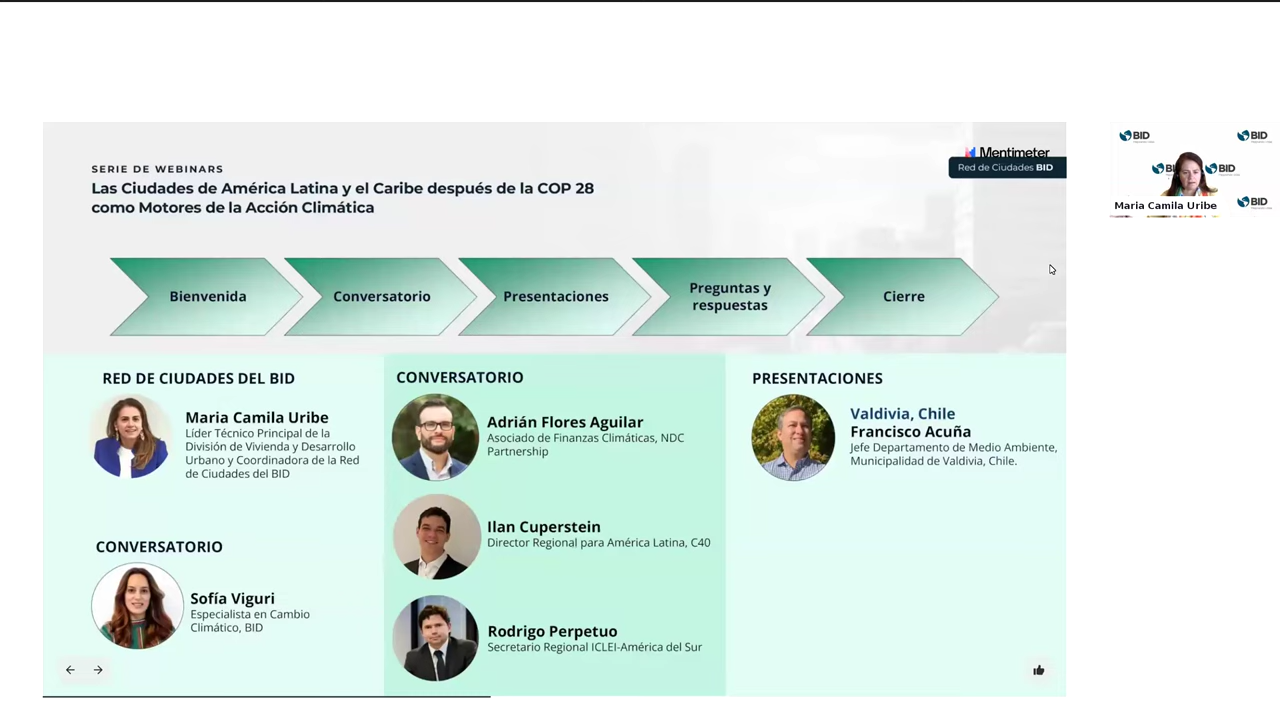 SERIE DE WEBINARS
Las Ciudades de América Latina y el Caribe después de la COP 28
como Motores de la Acción Climática
Mentimeter
Red de Ciudades BID
Bienvenida
Conversatorio
Presentaciones
Preguntas y
respuestas
Cierre
RED DE CIUDADES DEL BID
Maria Camila Uribe
Líder Técnico Principal de la
División de Vivienda y Desarrollo
Urbano y Coordinadora de la Red
de Ciudades del BID
CONVERSATORIO
Sofía Viguri
Especialista en Cambio
Climático, BID
CONVERSATORIO
Adrián Flores Aguilar
Asociado de Finanzas Climáticas, NDC
Partnership
Ilan Cuperstein
Director Regional para América Latina, C40
Rodrigo Perpetuo
Secretario Regional ICLEI-América del Sur
PRESENTACIONES
Valdivia, Chile
Francisco Acuña
Jefe Departamento de Medio Ambiente,
Municipalidad de Valdivia, Chile.
BID
BID
BID
BID
Maria Camila Uribe